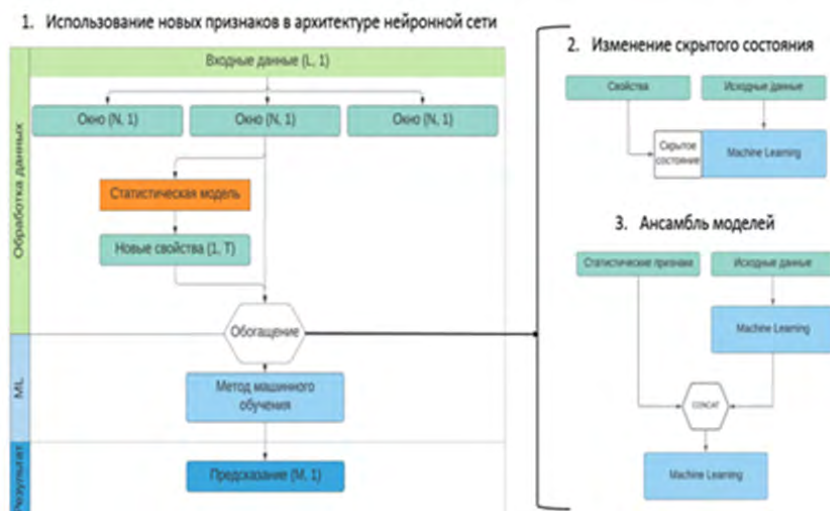 1. Использование новых признаков в архитектуре нейронной сети
Обработка данных
Входные данные (L, 1)
Окно (N, 1)
Окно (N, 1)
Окно (N, 1)
Статистическая модель
Новые свойства (1, T)
Обогащение
ML
Метод машинного
обучения
Результат
Предсказание (M, 1)
2. Изменение скрытого состояния
Свойства
Исходные данные
Скрытое
состояние
Machine Learning
3. Ансамбль моделей
Статистические признаки
Исходные данные
Machine Learning
CONCAT
Machine Learning